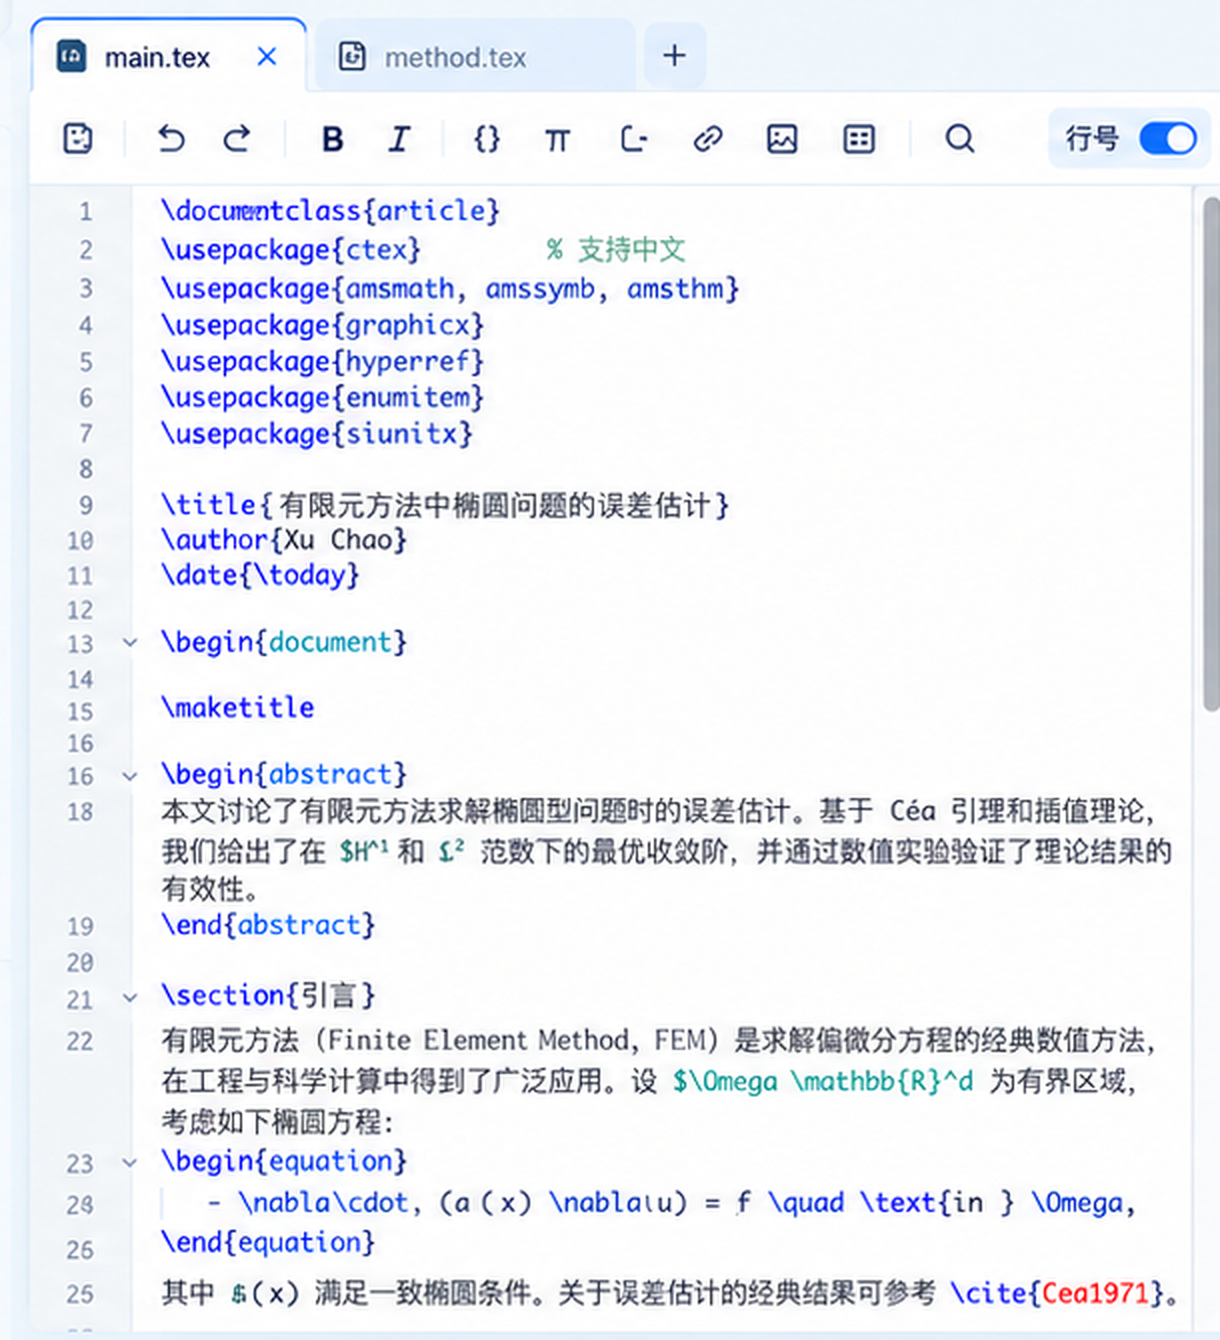 main.tex
method.tex
行号
1 \documentclass{article}
2 \usepackage{ctex} % 支持中文
3 \usepackage{amsmath, amssymb, amsthm}
4 \usepackage{graphicx}
5 \usepackage{hyperref}
6 \usepackage{enumitem}
7 \usepackage{siunitx}
8
9 \title{有限元方法中椭圆问题的误差估计}
10 \author{Xu Chao}
11 \date{\today}
12
13 \begin{document}
14
15 \maketitle
16
16 \begin{abstract}
18 本文讨论了有限元方法求解椭圆型问题时的误差估计。基于 Céa 引理和插值理论，
我们给出了在 $H^¹ 和 £² 范数下的最优收敛阶，并通过数值实验验证了理论结果的
有效性。
19 \end{abstract}
20
21 \section{引言}
22 有限元方法（Finite Element Method, FEM）是求解偏微分方程的经典数值方法，
在工程与科学计算中得到了广泛应用。设 $\Omega \mathbb{R}^d 为有界区域，
考虑如下椭圆方程：
23 \begin{equation}
- \nabla\cdot, (a(x) \nabla u) = f \quad \text{in } \Omega,
26 \end{equation}
25 其中 $(x) 满足一致椭圆条件。关于误差估计的经典结果可参考 \cite{Cea1971}。